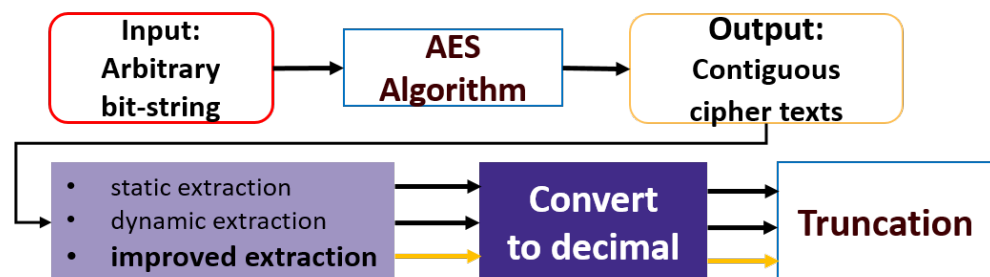 Input:
Arbitrary
bit-string
AES
Algorithm
Output:
Contiguous
cipher texts
• static extraction
• dynamic extraction
• improved extraction
Convert
to decimal
Truncation